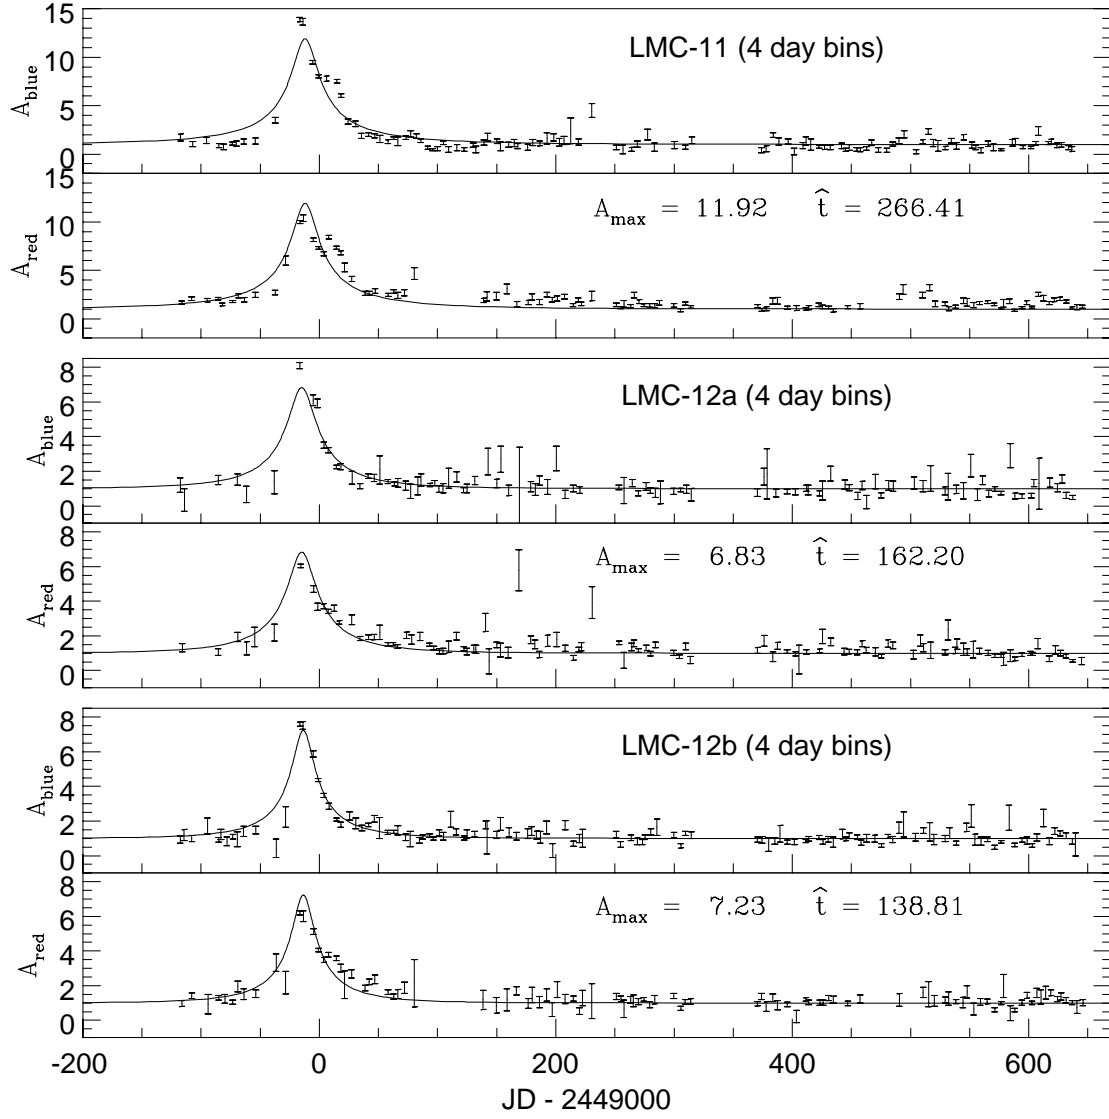 LMC-11 (4 day bins)
A_blue
15
10
5
0
A_max = 11.92 t̂ = 266.41
A_red
15
10
5
0
LMC-12a (4 day bins)
A_blue
8
6
4
2
0
A_max = 6.83 t̂ = 162.20
A_red
8
6
4
2
0
LMC-12b (4 day bins)
A_blue
8
6
4
2
0
A_max = 7.23 t̂ = 138.81
A_red
8
6
4
2
0
-200 0 200 400 600
JD - 2449000